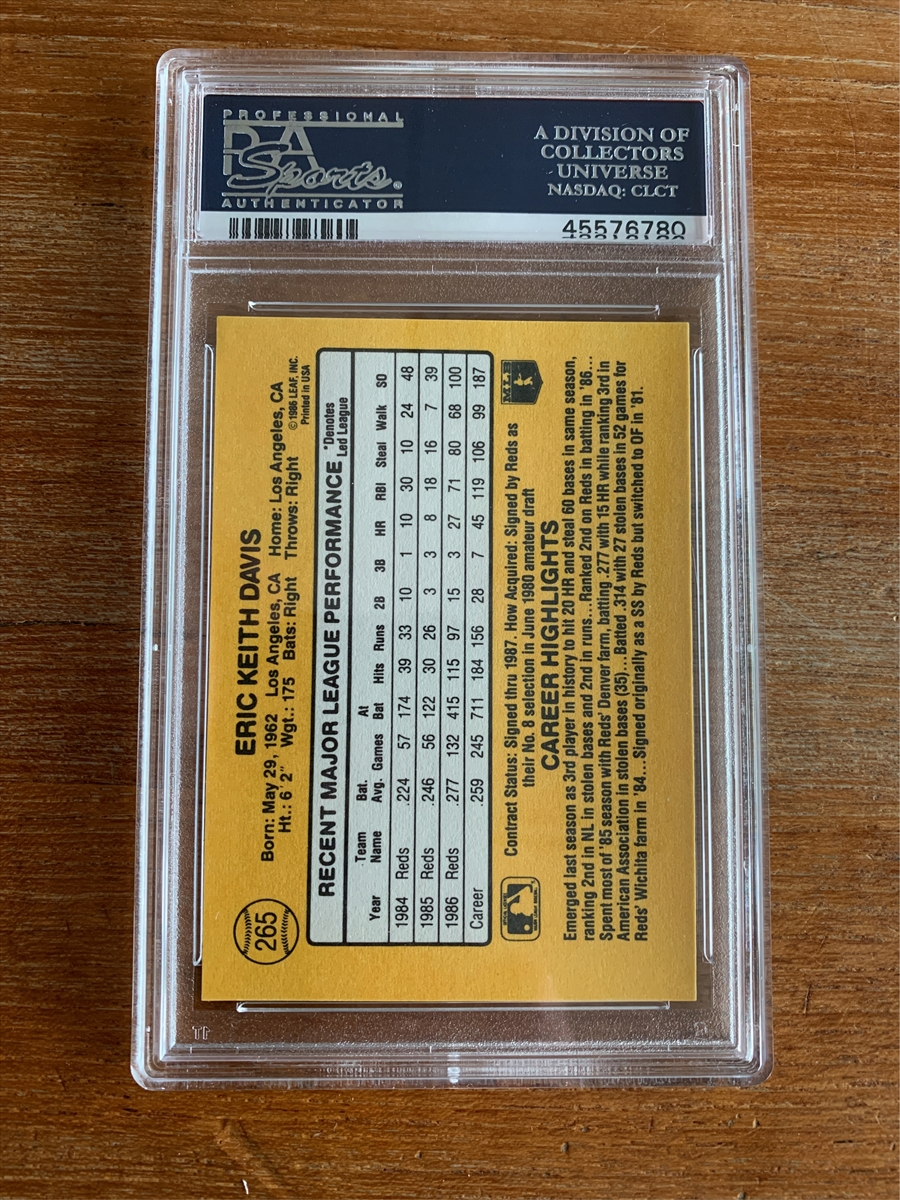 PROFESSIONAL
PSA
Sports
AUTHENTICATOR
A DIVISION OF
COLLECTORS
UNIVERSE
NASDAQ: CLCT
45576780
265
ERIC KEITH DAVIS
Born: May 29, 1962 Los Angeles, CA Home: Los Angeles, CA
Ht.: 6' 2" Wgt.: 175 Bats: Right Throws: Right
©1986 LEAF, INC.
Printed in USA
RECENT MAJOR LEAGUE PERFORMANCE
*Denotes
Led League
Year Team Name Bat. Avg. Games At Bat Hits Runs 2B 3B HR RBI Steal Walk SO
1984 Reds .224 57 174 39 33 10 1 10 30 10 24 48
1985 Reds .246 56 122 30 26 3 3 8 18 16 7 39
1986 Reds .277 132 415 115 97 15 3 27 71 80 68 100
Career .259 245 711 184 156 28 7 45 119 106 99 187
Contract Status: Signed thru 1987. How Acquired: Signed by Reds as
their No. 8 selection in June 1980 amateur draft
MLB
CAREER HIGHLIGHTS
Emerged last season as 3rd player in history to hit 20 HR and steal 60 bases in same season,
ranking 2nd in NL in stolen bases and 2nd in runs...Ranked 2nd on Reds in batting in '86...
Spent most of '85 season with Reds' Denver farm, batting .277 with 15 HR while ranking 3rd in
American Association in stolen bases (35)...Batted .314 with 27 stolen bases in 52 games for
Reds' Wichita farm in '84...Signed originally as a SS by Reds but switched to OF in '81.